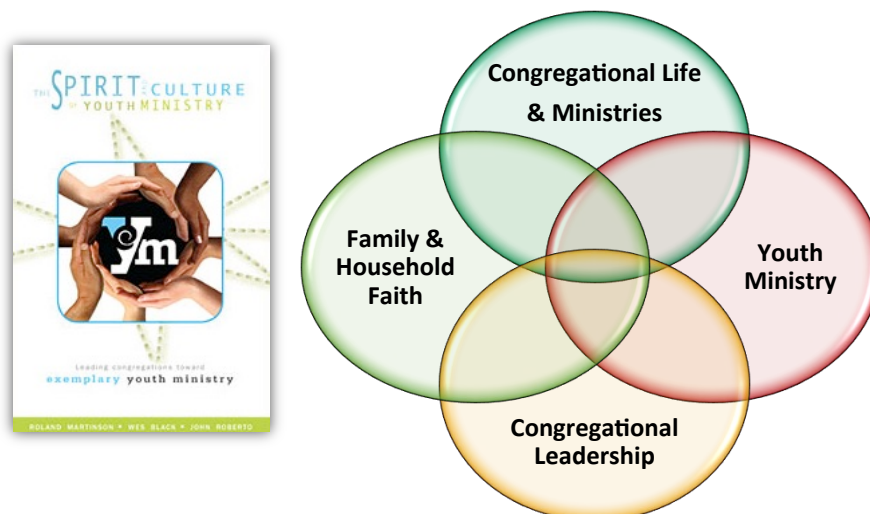 THE SPIRIT AND CULTURE
OF YOUTH MINISTRY
ym
Leading congregations toward
exemplary youth ministry
ROLAND MARTINSON • WES BLACK • JOHN ROBERTO
Congregational Life
& Ministries
Family &
Household
Faith
Youth
Ministry
Congregational
Leadership